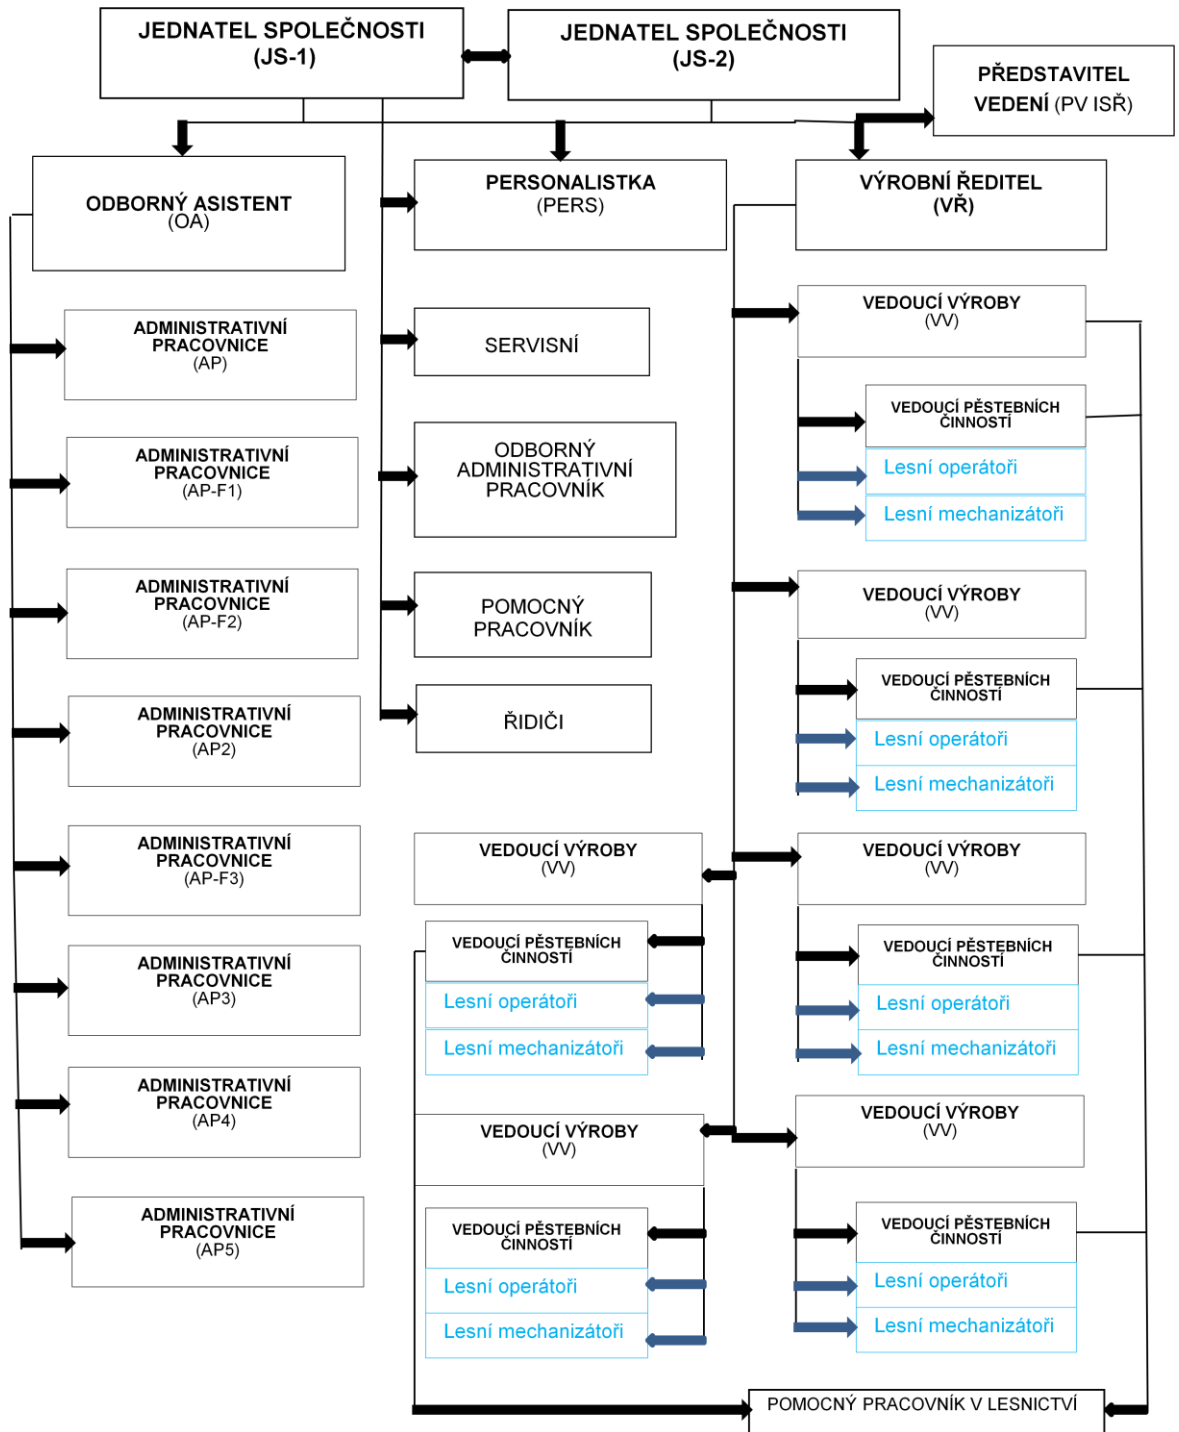 JEDNATEL SPOLEČNOSTI
(JS-1)
JEDNATEL SPOLEČNOSTI
(JS-2)
PŘEDSTAVITEL
VEDENÍ (PV ISŘ)
ODBORNÝ ASISTENT
(OA)
PERSONALISTKA
(PERS)
VÝROBNÍ ŘEDITEL
(VŘ)
ADMINISTRATIVNÍ
PRACOVNICE
(AP)
ADMINISTRATIVNÍ
PRACOVNICE
(AP-F1)
ADMINISTRATIVNÍ
PRACOVNICE
(AP-F2)
ADMINISTRATIVNÍ
PRACOVNICE
(AP2)
ADMINISTRATIVNÍ
PRACOVNICE
(AP-F3)
ADMINISTRATIVNÍ
PRACOVNICE
(AP3)
ADMINISTRATIVNÍ
PRACOVNICE
(AP4)
ADMINISTRATIVNÍ
PRACOVNICE
(AP5)
SERVISNÍ
ODBORNÝ
ADMINISTRATIVNÍ
PRACOVNÍK
POMOCNÝ
PRACOVNÍK
ŘIDIČI
VEDOUCÍ VÝROBY
(VV)
VEDOUCÍ PĚSTEBNÍCH
ČINNOSTÍ
Lesní operátoři
Lesní mechanizátoři
VEDOUCÍ VÝROBY
(VV)
VEDOUCÍ PĚSTEBNÍCH
ČINNOSTÍ
Lesní operátoři
Lesní mechanizátoři
VEDOUCÍ VÝROBY
(VV)
VEDOUCÍ PĚSTEBNÍCH
ČINNOSTÍ
Lesní operátoři
Lesní mechanizátoři
VEDOUCÍ VÝROBY
(VV)
VEDOUCÍ PĚSTEBNÍCH
ČINNOSTÍ
Lesní operátoři
Lesní mechanizátoři
VEDOUCÍ VÝROBY
(VV)
VEDOUCÍ PĚSTEBNÍCH
ČINNOSTÍ
Lesní operátoři
Lesní mechanizátoři
VEDOUCÍ VÝROBY
(VV)
VEDOUCÍ PĚSTEBNÍCH
ČINNOSTÍ
Lesní operátoři
Lesní mechanizátoři
POMOCNÝ PRACOVNÍK V LESNICTVÍ